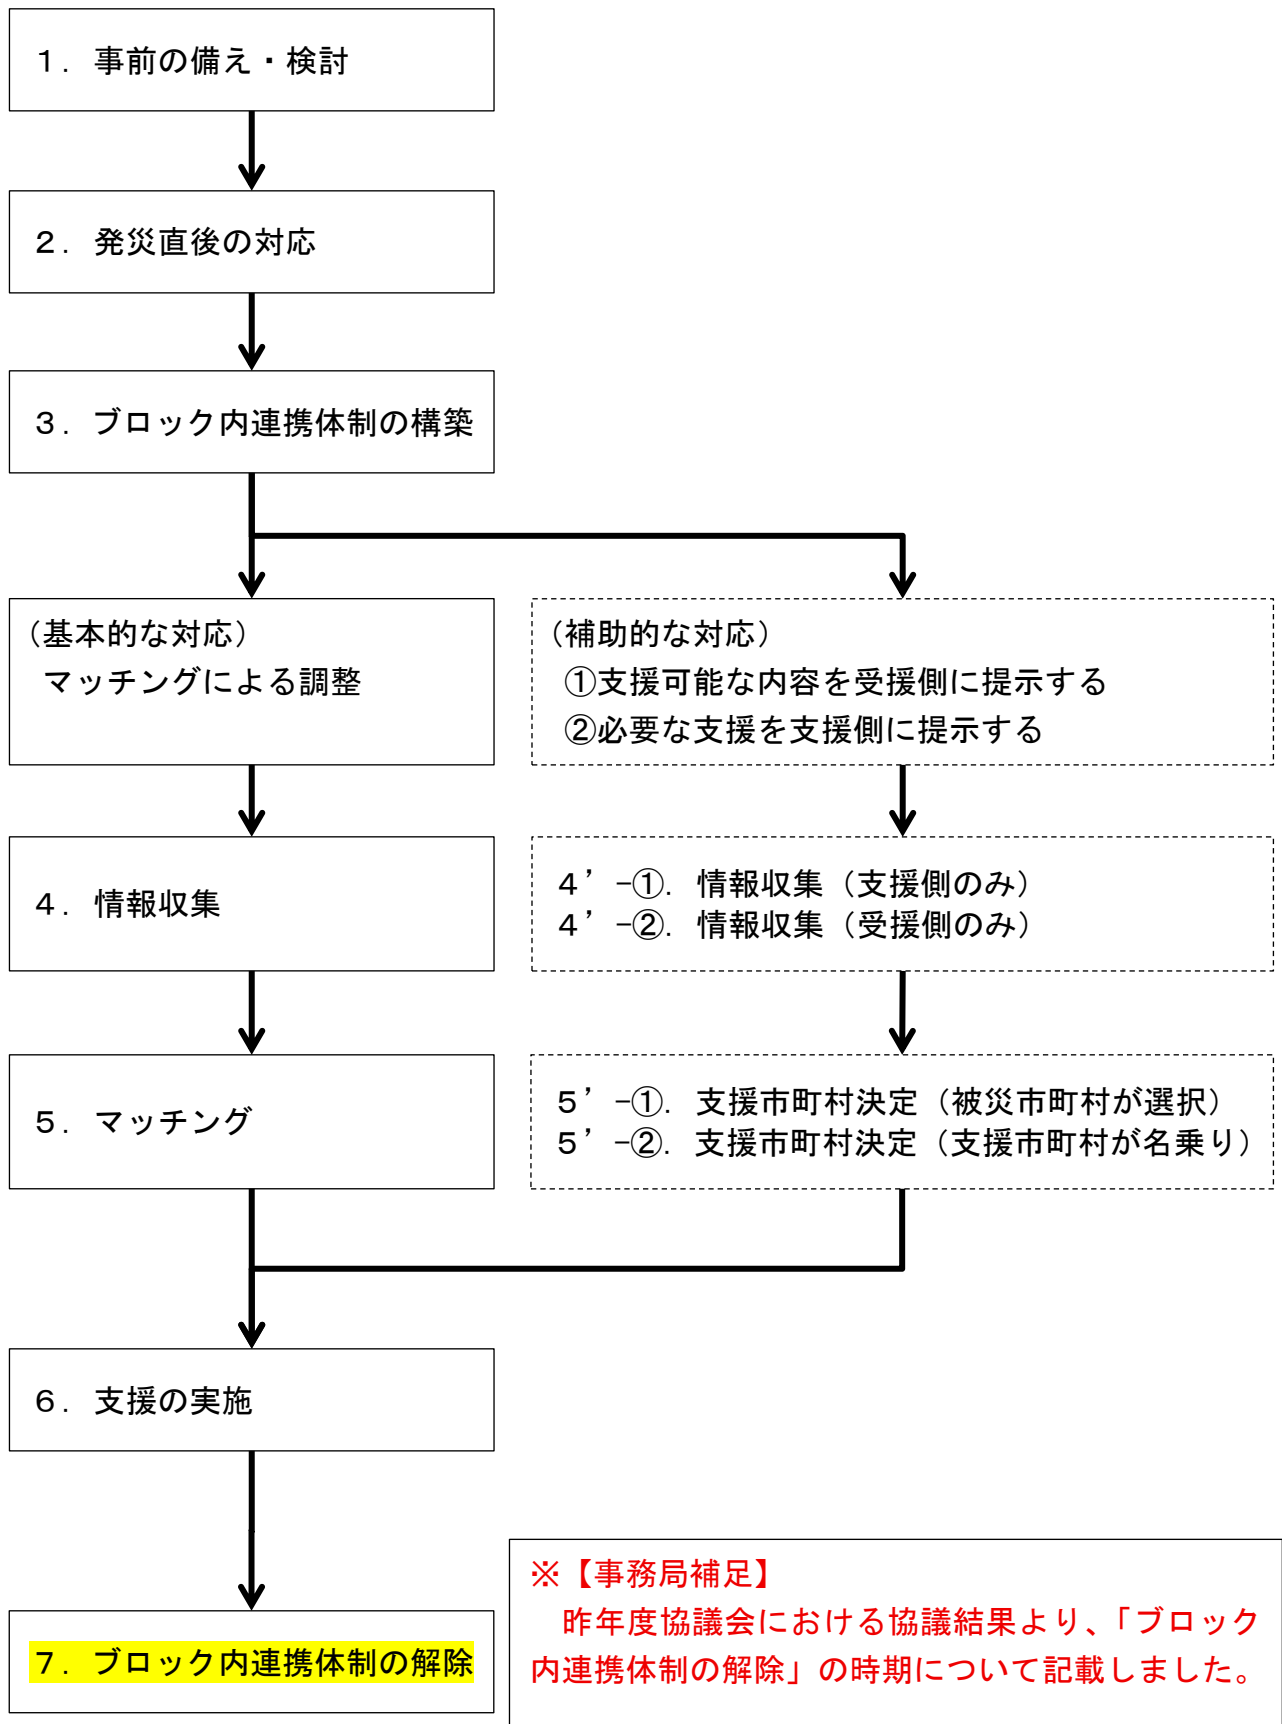 １．事前の備え・検討
２．発災直後の対応
３．ブロック内連携体制の構築
（基本的な対応）
マッチングによる調整
（補助的な対応）
①支援可能な内容を受援側に提示する
②必要な支援を支援側に提示する
４．情報収集
４’-①．情報収集（支援側のみ）
４’-②．情報収集（受援側のみ）
５．マッチング
５’-①．支援市町村決定（被災市町村が選択）
５’-②．支援市町村決定（支援市町村が名乗り）
６．支援の実施
７．ブロック内連携体制の解除
※【事務局補足】
昨年度協議会における協議結果より、「ブロック
内連携体制の解除」の時期について記載しました。